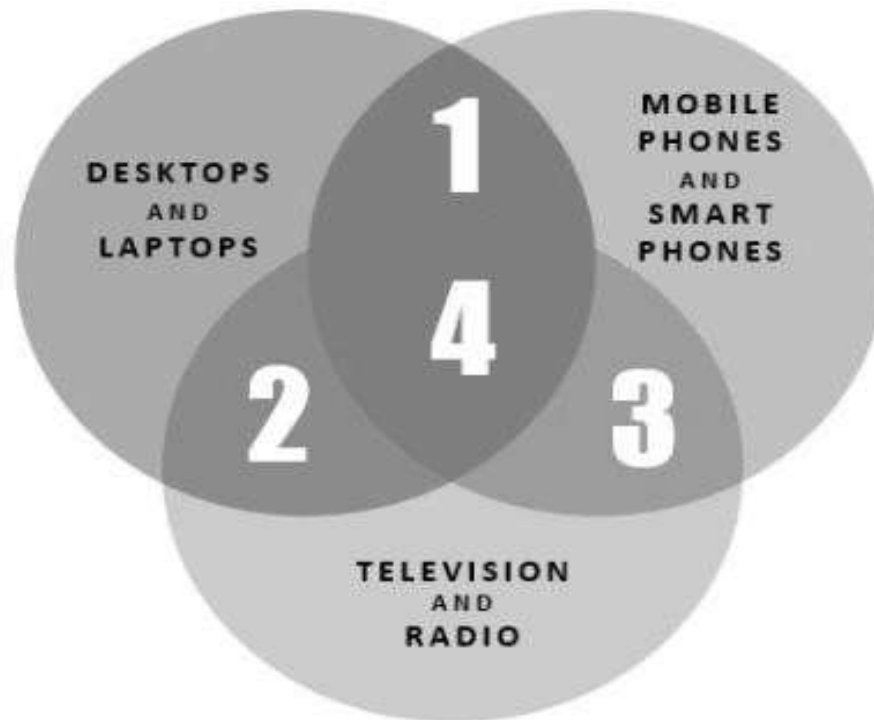 1
MOBILE
PHONES
AND
SMART
PHONES
DESKTOPS
AND
LAPTOPS
4
2
3
TELEVISION
AND
RADIO